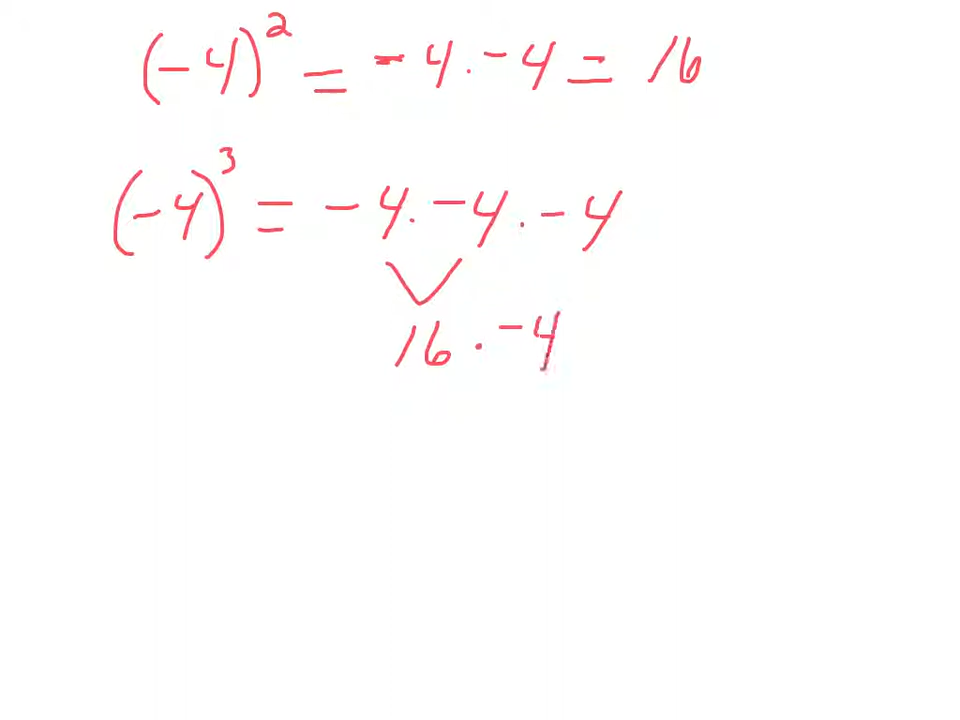 (-4)² = -4 · -4 = 16
(-4)³ = -4 · -4 · -4
16 · -4